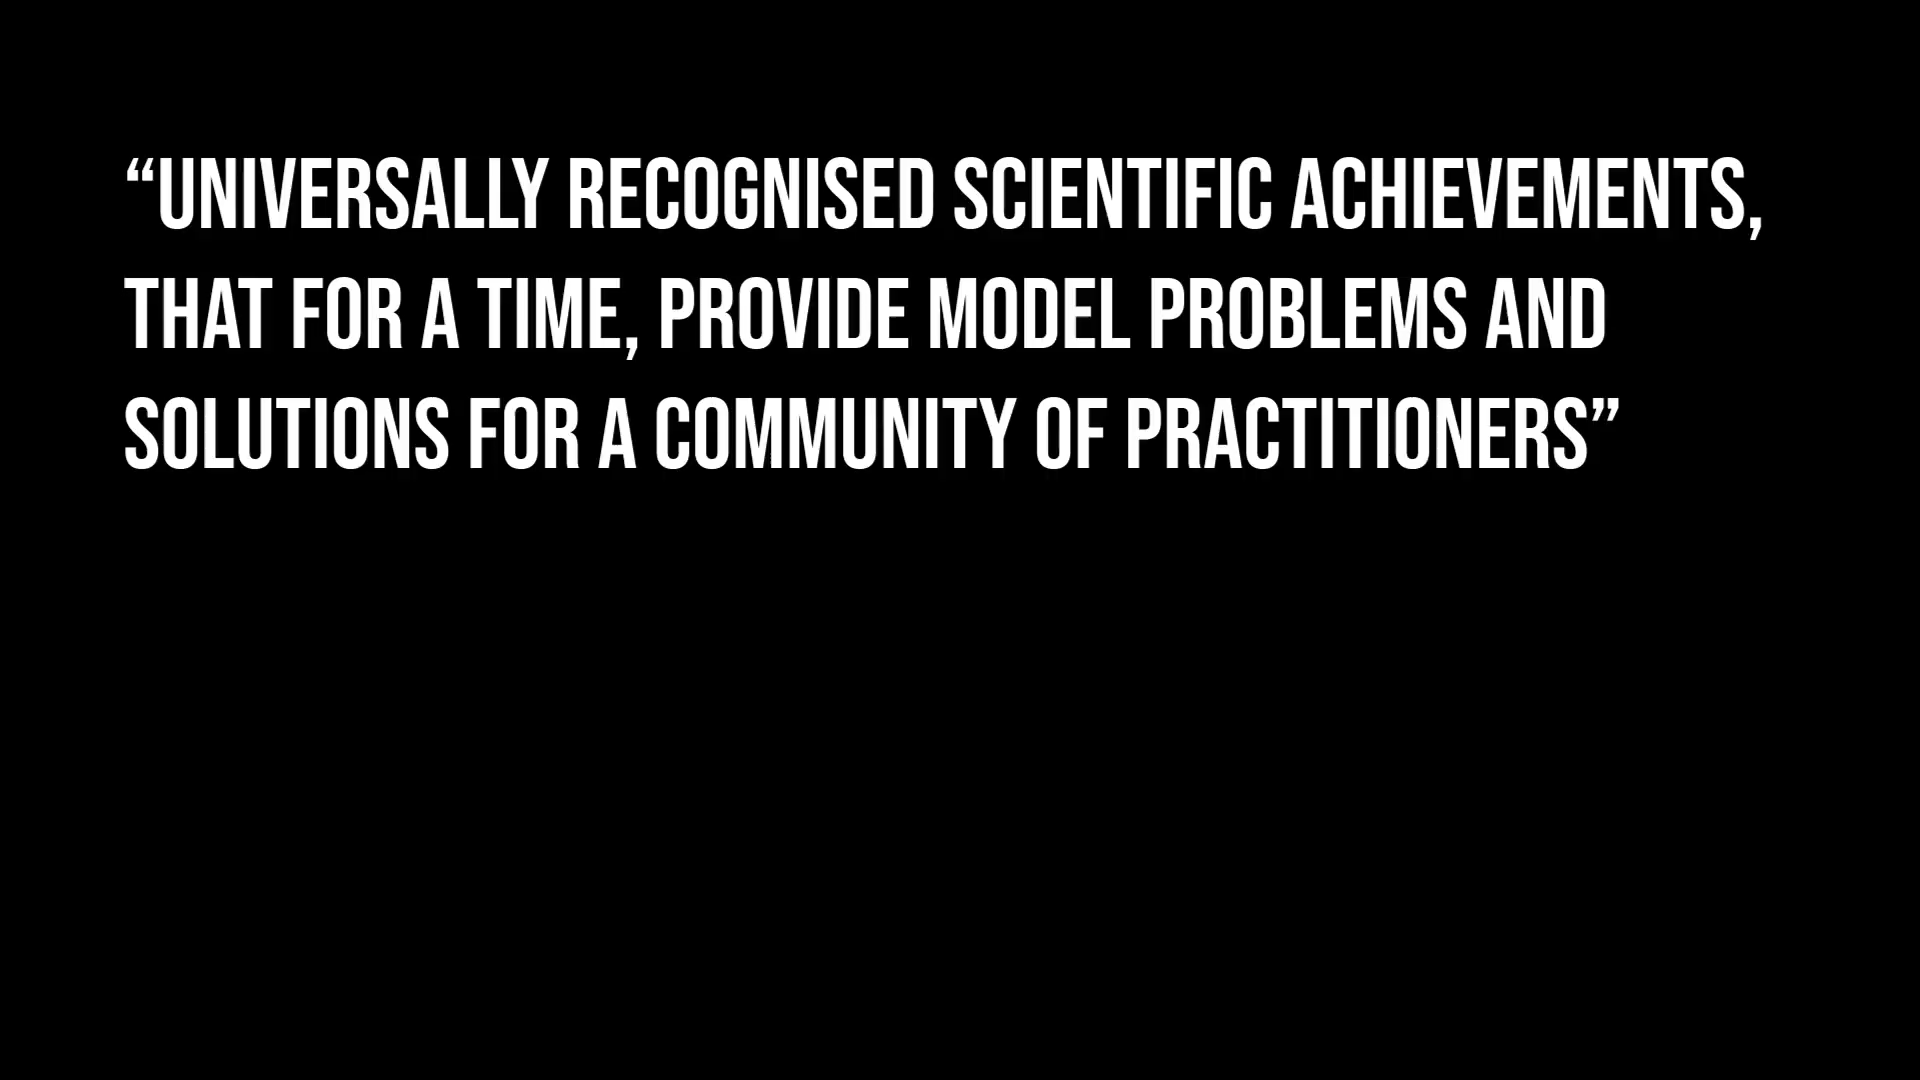 “UNIVERSALLY RECOGNISED SCIENTIFIC ACHIEVEMENTS,
THAT FOR A TIME, PROVIDE MODEL PROBLEMS AND
SOLUTIONS FOR A COMMUNITY OF PRACTITIONERS”